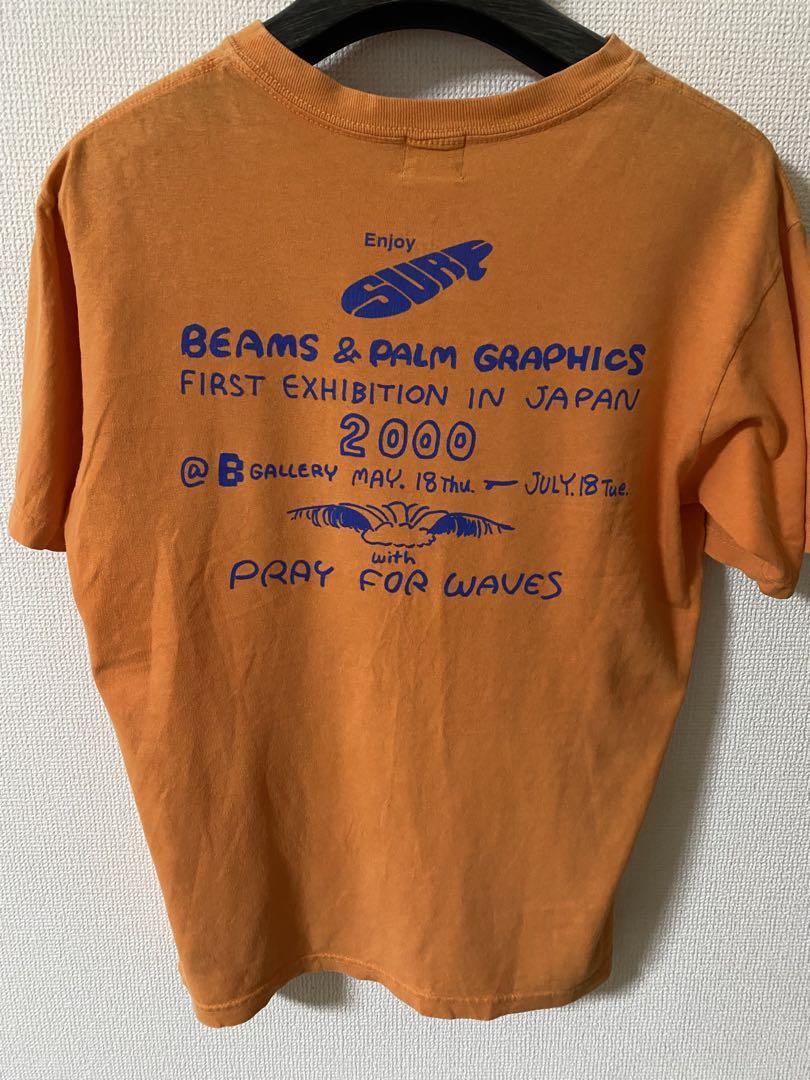 Enjoy
SURF
BEAMS & PALM GRAPHICS
FIRST EXHIBITION IN JAPAN
2000
@ B GALLERY MAY. 18 Thu. - JULY. 18 Tue.
with
PRAY FOR WAVES